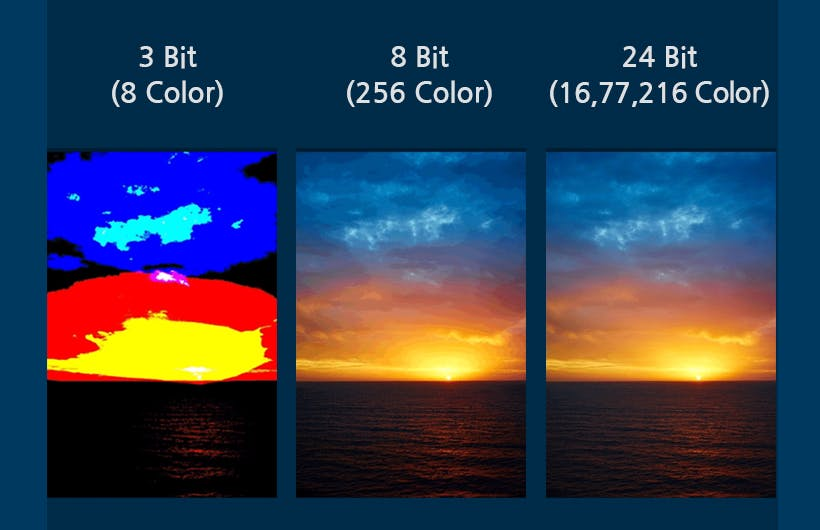 3 Bit
(8 Color)
8 Bit
(256 Color)
24 Bit
(16,77,216 Color)